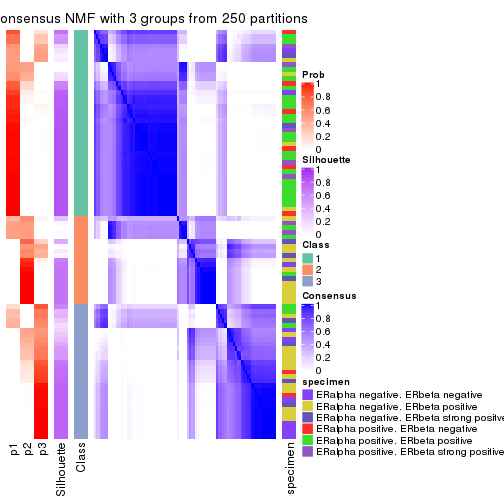 onsensus NMF with 3 groups from 250 partitions
Prob
1
0.8
0.6
0.4
0.2
0
Silhouette
1
0.8
0.6
0.4
0.2
0
Class
1
2
3
Consensus
1
0.8
0.6
0.4
0.2
0
specimen
ERalpha negative. ERbeta negative
ERalpha negative. ERbeta positive
ERalpha negative. ERbeta strong positive
ERalpha positive. ERbeta negative
ERalpha positive. ERbeta positive
ERalpha positive. ERbeta strong positive
p1
p2
p3
Silhouette
Class
specimen